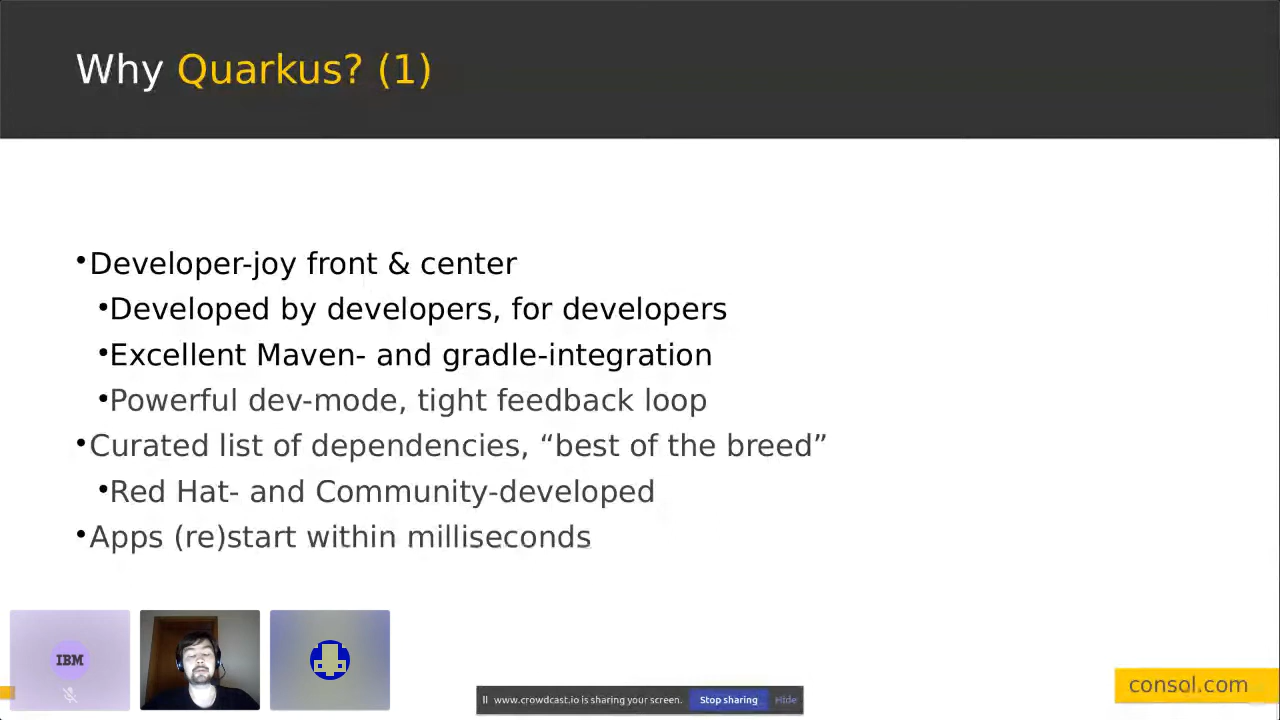 Why Quarkus? (1)
•Developer-joy front & center
•Developed by developers, for developers
•Excellent Maven- and gradle-integration
•Powerful dev-mode, tight feedback loop
•Curated list of dependencies, “best of the breed”
•Red Hat- and Community-developed
•Apps (re)start within milliseconds
IBM
www.crowdcast.io is sharing your screen. Stop sharing Hide
consol.com